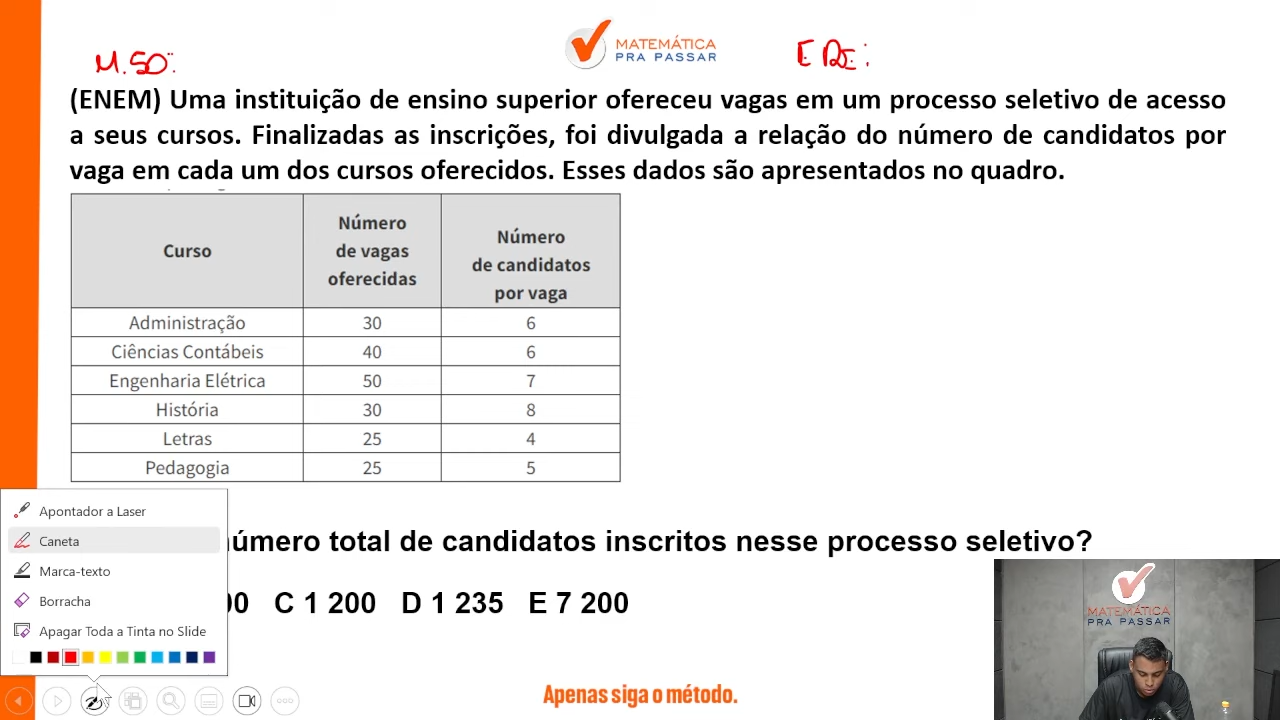 MATEMÁTICA
PRA PASSAR
M.50:
(ENEM) Uma instituição de ensino superior ofereceu vagas em um processo seletivo de acesso
a seus cursos. Finalizadas as inscrições, foi divulgada a relação do número de candidatos por
vaga em cada um dos cursos oferecidos. Esses dados são apresentados no quadro.
Curso Número de vagas oferecidas Número de candidatos por vaga
Administração 30 6
Ciências Contábeis 40 6
Engenharia Elétrica 50 7
História 30 8
Letras 25 4
Pedagogia 25 5
Apontador a Laser
Caneta
Marca-texto
Borracha
Apagar Toda a Tinta no Slide
número total de candidatos inscritos nesse processo seletivo?
00 C 1 200 D 1 235 E 7 200
MATEMÁTICA
PRA PASSAR
Apenas siga o método.